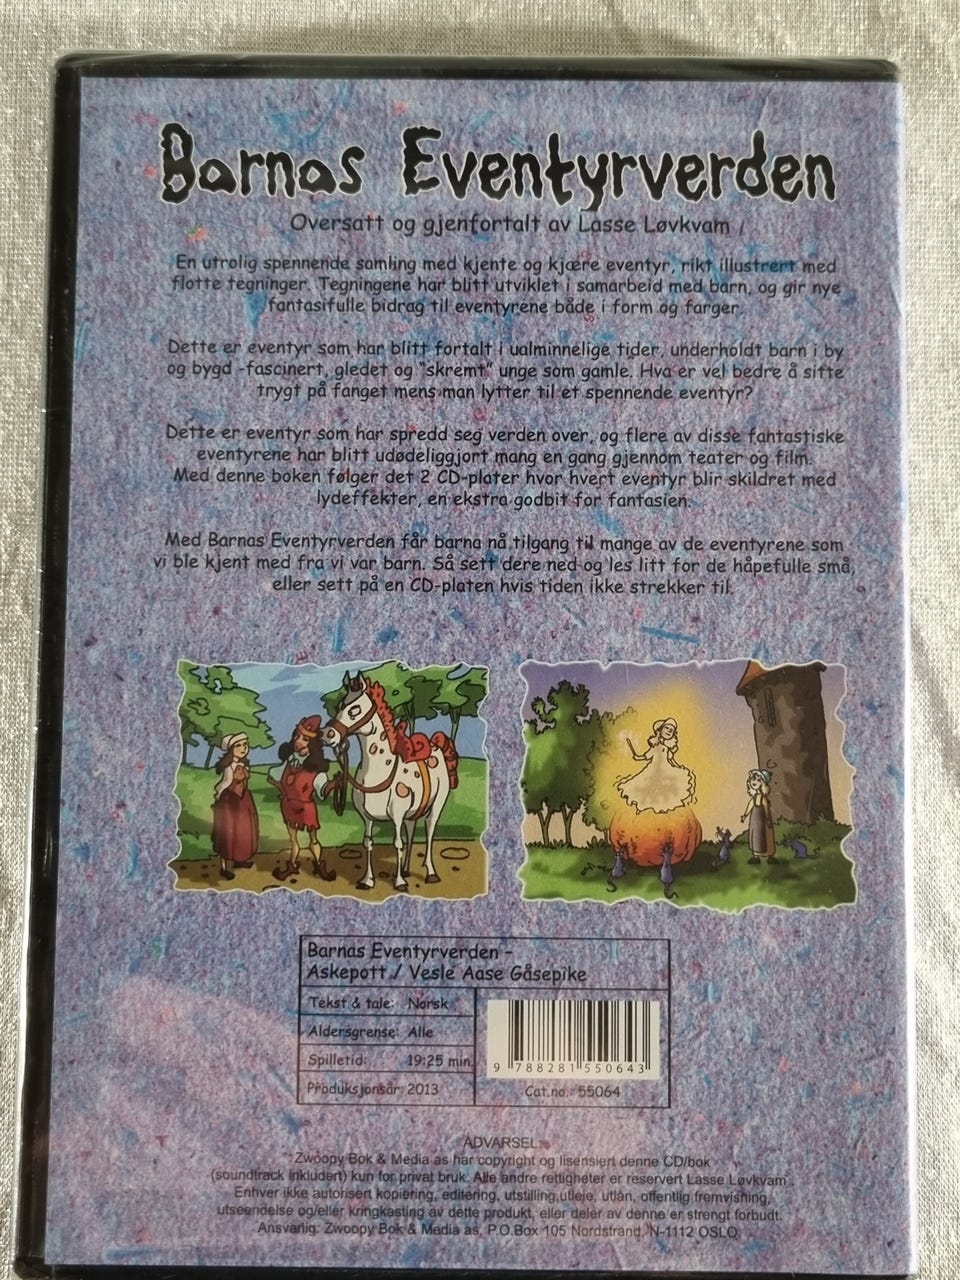 Barnas Eventyrverden
Oversatt og gjenfortalt av Lasse Løvkvam
En utrolig spennende samling med kjente og kjære eventyr, rikt illustrert med
flotte tegninger. Tegningene har blitt utviklet i samarbeid med barn, og gir nye
fantasifulle bidrag til eventyrene både i form og farger.
Dette er eventyr som har blitt fortalt i ualminnelige tider, underholdt barn i by
og bygd -fascinert, gledet og "skremt" unge som gamle. Hva er vel bedre å sitte
trygt på fanget mens man lytter til et spennende eventyr?
Dette er eventyr som har spredd seg verden over, og flere av disse fantastiske
eventyrene har blitt udødeliggjort mang en gang gjennom teater og film.
Med denne boken følger det 2 CD-plater hvor hvert eventyr blir skildret med
lydeffekter, en ekstra godbit for fantasien.
Med Barnas Eventyrverden får barna nå tilgang til mange av de eventyrene som
vi ble kjent med fra vi var barn. Så sett dere ned og les litt for de håpefulle små,
eller sett på en CD-platen hvis tiden ikke strekker til.
Barnas Eventyrverden -
Askepott / Vesle Aase Gåsepike
Tekst & tale: Norsk
Aldersgrense: Alle
Spilletid: 19:25 min.
Produksjonsår: 2013
9 788281 550643
Cat.no.: 55064
ADVARSEL:
Zwoopy Bok & Media as har copyright og lisensiert denne CD/bok
(soundtrack inkludert) kun for privat bruk. Alle andre rettigheter er reservert Lasse Løvkvam.
Enhver ikke autorisert kopiering, editering, utstilling,utleie, utlån, offentlig fremvisning,
utseendelse og/eller kringkasting av dette produkt, eller deler av denne er strengt forbudt.
Ansvarlig: Zwoopy Bok & Media as, P.O.Box 105 Nordstrand, N-1112 OSLO